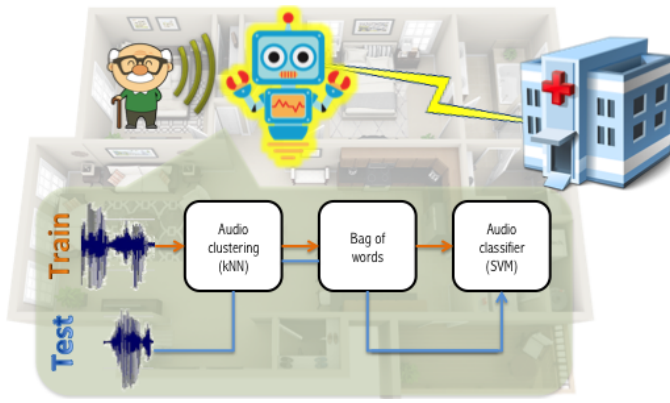 Train
Audio
clustering
(kNN)
Bag of
words
Audio
classifier
(SVM)
Test